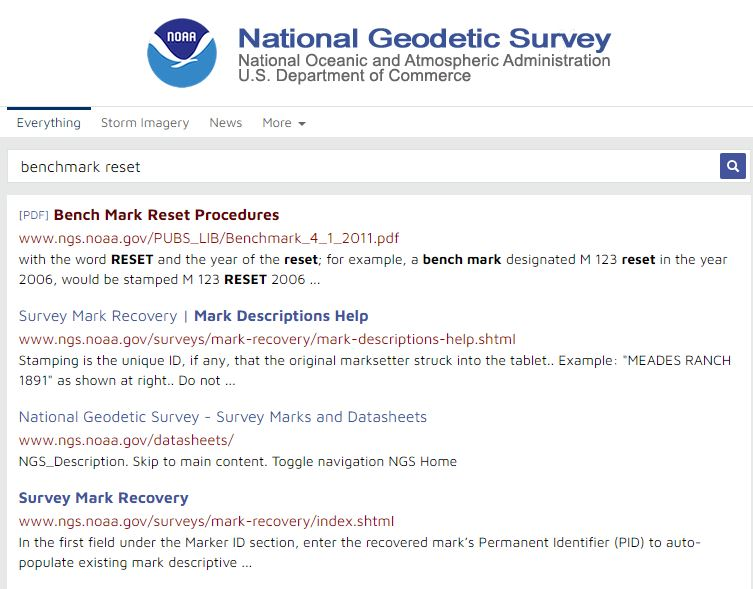 NOAA
National Geodetic Survey
National Oceanic and Atmospheric Administration
U.S. Department of Commerce
Everything Storm Imagery News More
benchmark reset
[PDF] Bench Mark Reset Procedures
www.ngs.noaa.gov/PUBS_LIB/Benchmark_4_1_2011.pdf
with the word RESET and the year of the reset; for example, a bench mark designated M 123 reset in the year
2006, would be stamped M 123 RESET 2006 ...
Survey Mark Recovery | Mark Descriptions Help
www.ngs.noaa.gov/surveys/mark-recovery/mark-descriptions-help.shtml
Stamping is the unique ID, if any, that the original marksetter struck into the tablet.. Example: "MEADES RANCH
1891" as shown at right.. Do not ...
National Geodetic Survey - Survey Marks and Datasheets
www.ngs.noaa.gov/datasheets/
NGS_Description. Skip to main content. Toggle navigation NGS Home
Survey Mark Recovery
www.ngs.noaa.gov/surveys/mark-recovery/index.shtml
In the first field under the Marker ID section, enter the recovered mark's Permanent Identifier (PID) to auto-
populate existing mark descriptive ...